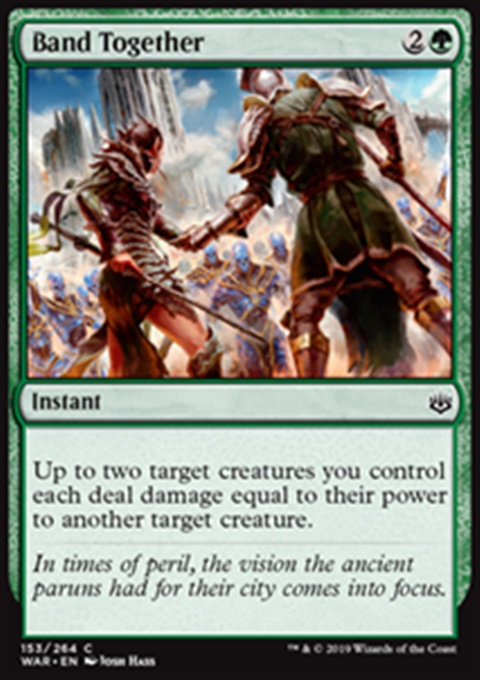 Band Together 2
Instant
Up to two target creatures you control
each deal damage equal to their power
to another target creature.
In times of peril, the vision the ancient
paruns had for their city comes into focus.
153/264 C
WAR • EN Josh Hass
™ & © 2019 Wizards of the Coast